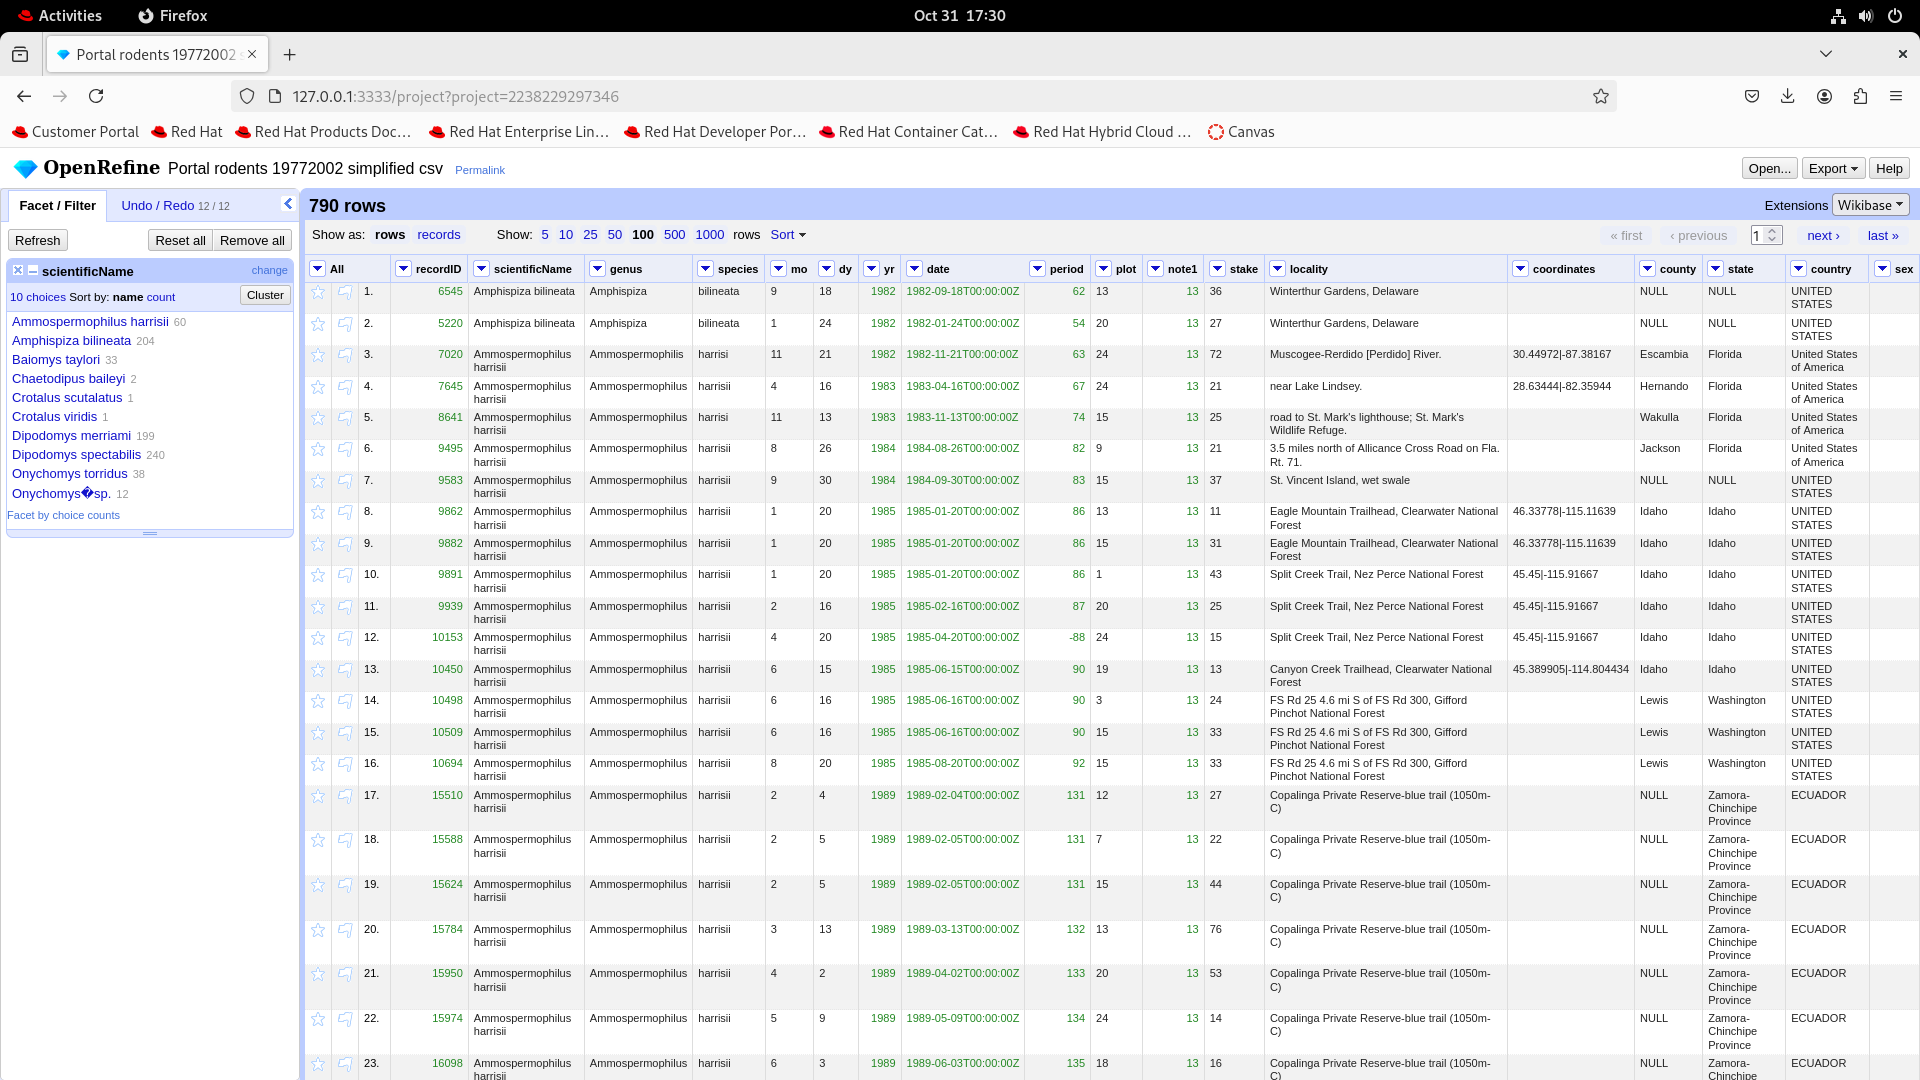 Activities Firefox Oct 31 17:30
Portal rodents 19772002
127.0.0.1:3333/project?project=2238229297346
Customer Portal Red Hat Red Hat Products Doc… Red Hat Enterprise Lin… Red Hat Developer Por… Red Hat Container Cat… Red Hat Hybrid Cloud … Canvas
OpenRefine Portal rodents 19772002 simplified csv Permalink Open... Export Help
Facet / Filter Undo / Redo 12 / 12
Refresh Reset all Remove all
scientificName change
10 choices Sort by: name count Cluster
Ammospermophilus harrisii 60
Amphispiza bilineata 204
Baiomys taylori 33
Chaetodipus baileyi 2
Crotalus scutalatus 1
Crotalus viridis 1
Dipodomys merriami 199
Dipodomys spectabilis 240
Onychomys torridus 38
Onychomys�sp. 12
Facet by choice counts
790 rows Extensions Wikibase
Show as: rows records Show: 5 10 25 50 100 500 1000 rows Sort « first ‹ previous 1 next › last »
All recordID scientificName genus species mo dy yr date period plot note1 stake locality coordinates county state country sex
1. 6545 Amphispiza bilineata Amphispiza bilineata 9 18 1982 1982-09-18T00:00:00Z 62 13 13 36 Winterthur Gardens, Delaware NULL NULL UNITED
STATES
2. 5220 Amphispiza bilineata Amphispiza bilineata 1 24 1982 1982-01-24T00:00:00Z 54 20 13 27 Winterthur Gardens, Delaware NULL NULL UNITED
STATES
3. 7020 Ammospermophilus Ammospermophilis harrisi 11 21 1982 1982-11-21T00:00:00Z 63 24 13 72 Muscogee-Rerdido [Perdido] River. 30.44972|-87.38167 Escambia Florida United States
harrisii of America
4. 7645 Ammospermophilus Ammospermophilus harrisii 4 16 1983 1983-04-16T00:00:00Z 67 24 13 21 near Lake Lindsey. 28.63444|-82.35944 Hernando Florida United States
harrisii of America
5. 8641 Ammospermophilus Ammospermophilus harrisi 11 13 1983 1983-11-13T00:00:00Z 74 15 13 25 road to St. Mark's lighthouse; St. Mark's Wakulla Florida United States
harrisii Wildlife Refuge. of America
6. 9495 Ammospermophilus Ammospermophilus harrisii 8 26 1984 1984-08-26T00:00:00Z 82 9 13 21 3.5 miles north of Allicance Cross Road on Fla. Jackson Florida United States
harrisii Rt. 71. of America
7. 9583 Ammospermophilus Ammospermophilus harrisii 9 30 1984 1984-09-30T00:00:00Z 83 15 13 37 St. Vincent Island, wet swale NULL NULL UNITED
harrisii STATES
8. 9862 Ammospermophilus Ammospermophilus harrisii 1 20 1985 1985-01-20T00:00:00Z 86 13 13 11 Eagle Mountain Trailhead, Clearwater National 46.33778|-115.11639 Idaho Idaho UNITED
harrisii Forest STATES
9. 9882 Ammospermophilus Ammospermophilus harrisii 1 20 1985 1985-01-20T00:00:00Z 86 15 13 31 Eagle Mountain Trailhead, Clearwater National 46.33778|-115.11639 Idaho Idaho UNITED
harrisii Forest STATES
10. 9891 Ammospermophilus Ammospermophilus harrisii 1 20 1985 1985-01-20T00:00:00Z 86 1 13 43 Split Creek Trail, Nez Perce National Forest 45.45|-115.91667 Idaho Idaho UNITED
harrisii STATES
11. 9939 Ammospermophilus Ammospermophilus harrisii 2 16 1985 1985-02-16T00:00:00Z 87 20 13 25 Split Creek Trail, Nez Perce National Forest 45.45|-115.91667 Idaho Idaho UNITED
harrisii STATES
12. 10153 Ammospermophilus Ammospermophilus harrisii 4 20 1985 1985-04-20T00:00:00Z -88 24 13 15 Split Creek Trail, Nez Perce National Forest 45.45|-115.91667 Idaho Idaho UNITED
harrisii STATES
13. 10450 Ammospermophilus Ammospermophilus harrisii 6 15 1985 1985-06-15T00:00:00Z 90 19 13 13 Canyon Creek Trailhead, Clearwater National 45.389905|-114.804434 Idaho Idaho UNITED
harrisii Forest STATES
14. 10498 Ammospermophilus Ammospermophilus harrisii 6 16 1985 1985-06-16T00:00:00Z 90 3 13 24 FS Rd 25 4.6 mi S of FS Rd 300, Gifford Lewis Washington UNITED
harrisii Pinchot National Forest STATES
15. 10509 Ammospermophilus Ammospermophilus harrisii 6 16 1985 1985-06-16T00:00:00Z 90 15 13 33 FS Rd 25 4.6 mi S of FS Rd 300, Gifford Lewis Washington UNITED
harrisii Pinchot National Forest STATES
16. 10694 Ammospermophilus Ammospermophilus harrisii 8 20 1985 1985-08-20T00:00:00Z 92 15 13 33 FS Rd 25 4.6 mi S of FS Rd 300, Gifford Lewis Washington UNITED
harrisii Pinchot National Forest STATES
17. 15510 Ammospermophilus Ammospermophilus harrisii 2 4 1989 1989-02-04T00:00:00Z 131 12 13 27 Copalinga Private Reserve-blue trail (1050m- NULL Zamora- ECUADOR
harrisii C) Chinchipe
Province
18. 15588 Ammospermophilus Ammospermophilus harrisii 2 5 1989 1989-02-05T00:00:00Z 131 7 13 22 Copalinga Private Reserve-blue trail (1050m- NULL Zamora- ECUADOR
harrisii C) Chinchipe
Province
19. 15624 Ammospermophilus Ammospermophilus harrisii 2 5 1989 1989-02-05T00:00:00Z 131 15 13 44 Copalinga Private Reserve-blue trail (1050m- NULL Zamora- ECUADOR
harrisii C) Chinchipe
Province
20. 15784 Ammospermophilus Ammospermophilus harrisii 3 13 1989 1989-03-13T00:00:00Z 132 13 13 76 Copalinga Private Reserve-blue trail (1050m- NULL Zamora- ECUADOR
harrisii C) Chinchipe
Province
21. 15950 Ammospermophilus Ammospermophilus harrisii 4 2 1989 1989-04-02T00:00:00Z 133 20 13 53 Copalinga Private Reserve-blue trail (1050m- NULL Zamora- ECUADOR
harrisii C) Chinchipe
Province
22. 15974 Ammospermophilus Ammospermophilus harrisii 5 9 1989 1989-05-09T00:00:00Z 134 24 13 14 Copalinga Private Reserve-blue trail (1050m- NULL Zamora- ECUADOR
harrisii C) Chinchipe
Province
23. 16098 Ammospermophilus Ammospermophilus harrisii 6 3 1989 1989-06-03T00:00:00Z 135 18 13 16 Copalinga Private Reserve-blue trail (1050m- NULL Zamora- ECUADOR
harrisii C) Chinchipe